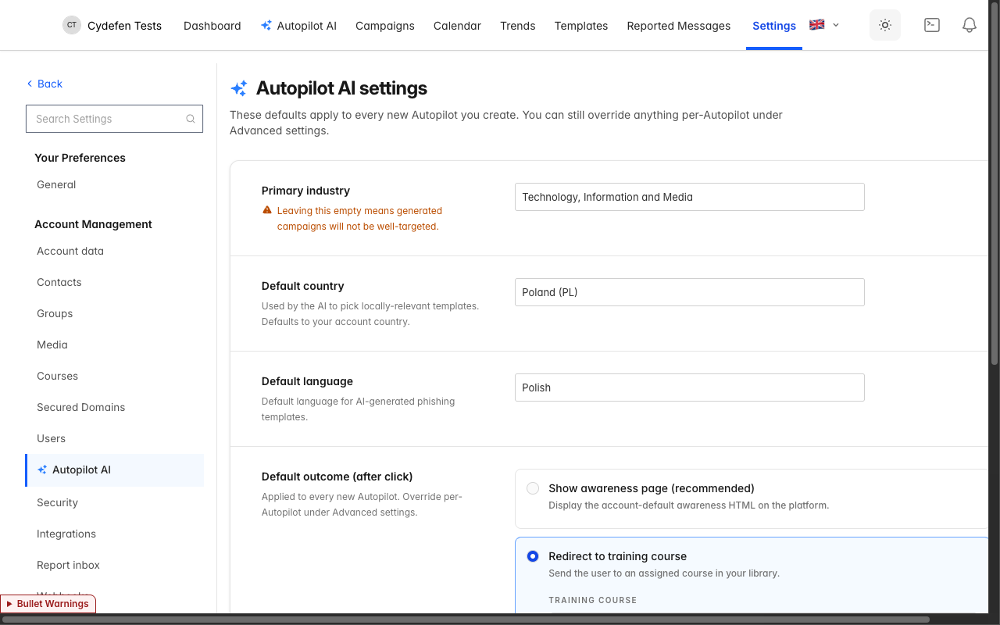 CT Cydefen Tests Dashboard Autopilot AI Campaigns Calendar Trends Templates Reported Messages Settings
Back
Search Settings
Your Preferences
General
Account Management
Account data
Contacts
Groups
Media
Courses
Secured Domains
Users
Autopilot AI
Security
Integrations
Report inbox
Bullet Warnings
Autopilot AI settings
These defaults apply to every new Autopilot you create. You can still override anything per-Autopilot under
Advanced settings.
Primary industry
Leaving this empty means generated
campaigns will not be well-targeted.
Technology, Information and Media
Default country
Used by the AI to pick locally-relevant templates.
Defaults to your account country.
Poland (PL)
Default language
Default language for AI-generated phishing
templates.
Polish
Default outcome (after click)
Applied to every new Autopilot. Override per-
Autopilot under Advanced settings.
Show awareness page (recommended)
Display the account-default awareness HTML on the platform.
Redirect to training course
Send the user to an assigned course in your library.
TRAINING COURSE